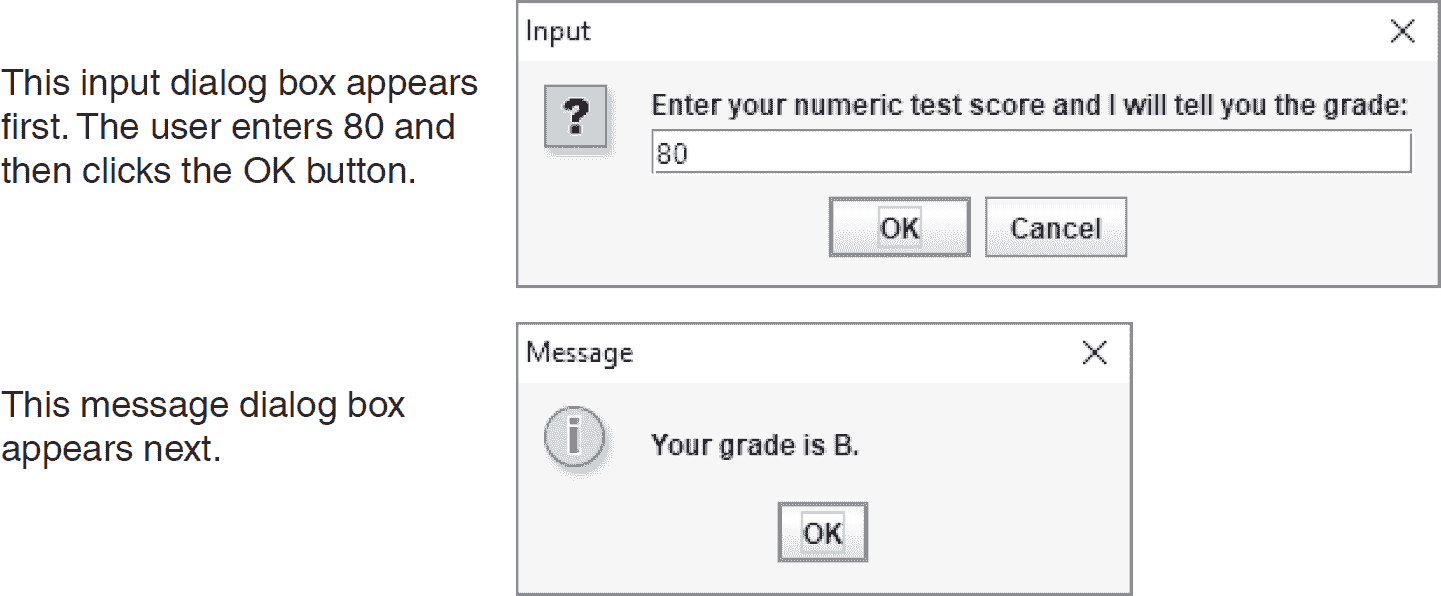 This input dialog box appears
first. The user enters 80 and
then clicks the OK button.
Input
?
Enter your numeric test score and I will tell you the grade:
80
OK Cancel
This message dialog box
appears next.
Message
i
Your grade is B.
OK